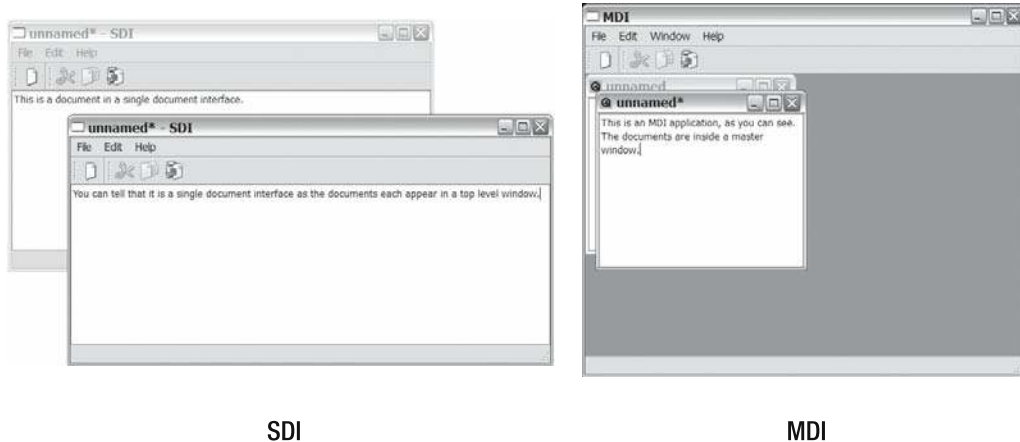 unnamed* - SDI
File Edit Help
This is a document in a single document interface.
unnamed* - SDI
File Edit Help
You can tell that it is a single document interface as the documents each appear in a top level window.
SDI
MDI
File Edit Window Help
unnamed
unnamed*
This is an MDI application, as you can see.
The documents are inside a master
window.
MDI